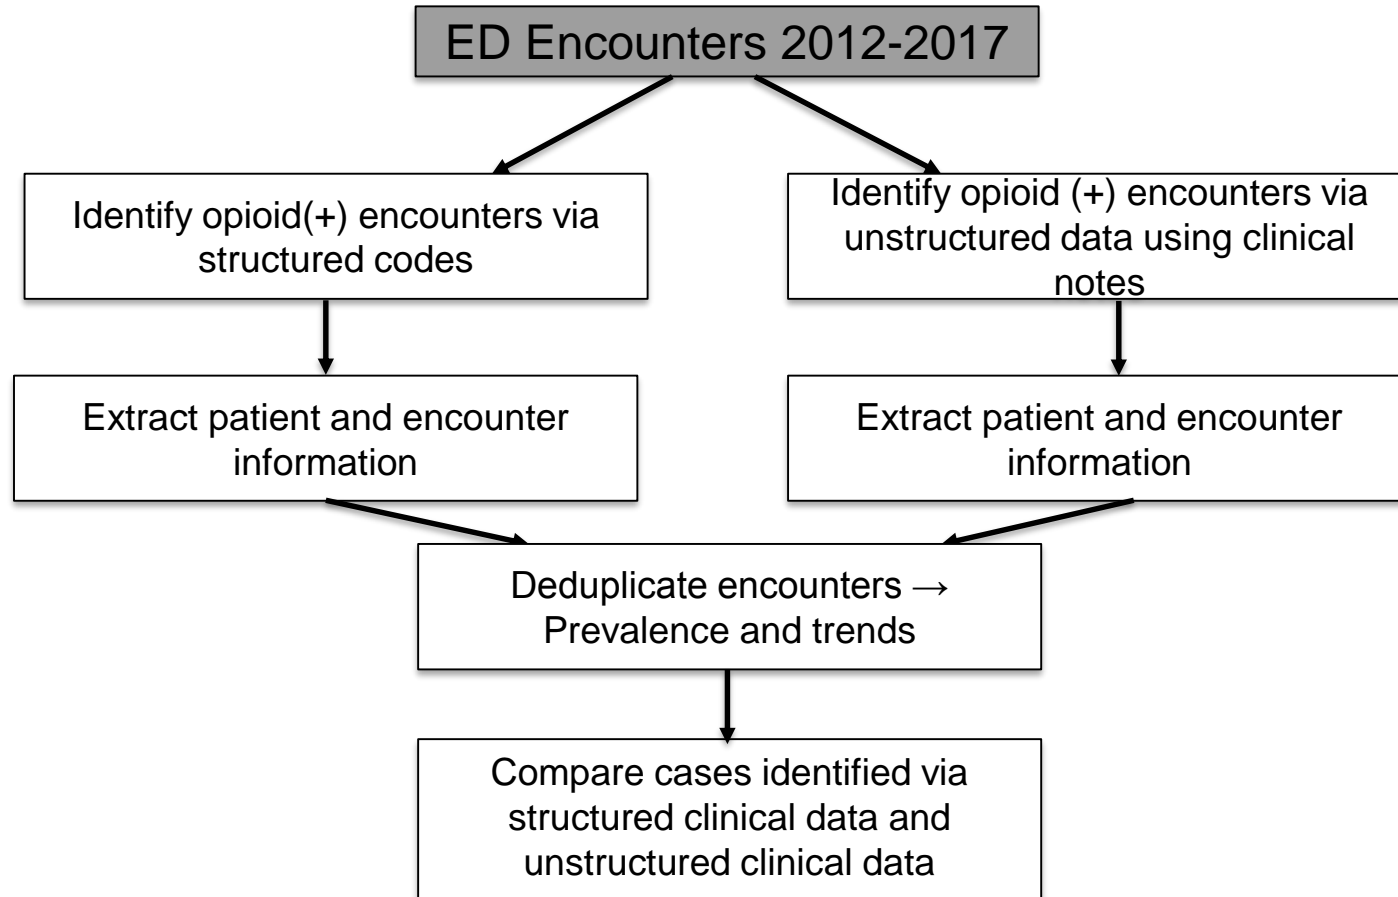 ED Encounters 2012-2017
Identify opioid(+) encounters via
structured codes
Identify opioid (+) encounters via
unstructured data using clinical
notes
Extract patient and encounter
information
Extract patient and encounter
information
Deduplicate encounters →
Prevalence and trends
Compare cases identified via
structured clinical data and
unstructured clinical data